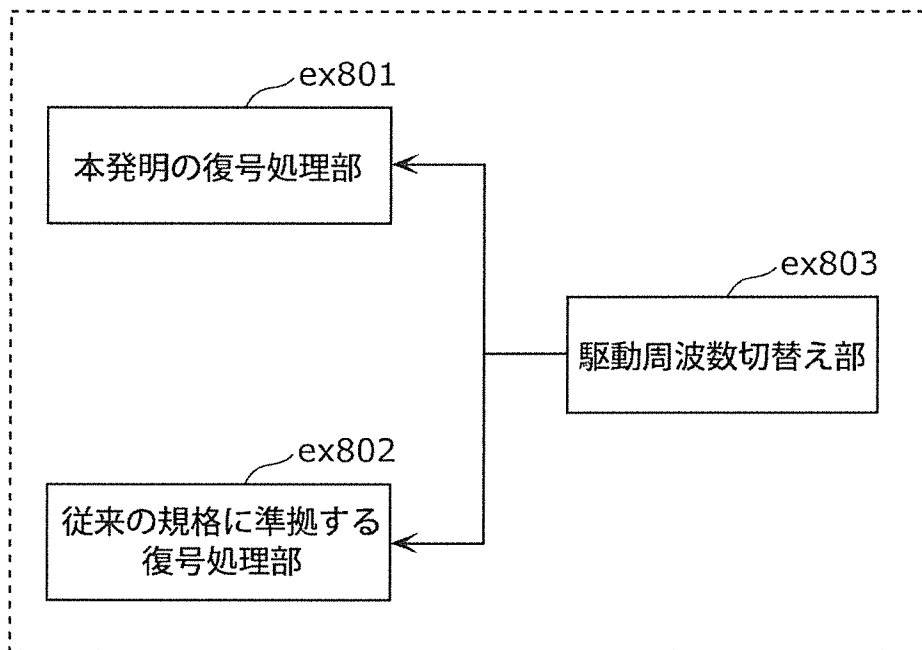 ex801
本発明の復号処理部
ex803
駆動周波数切替え部
ex802
従来の規格に準拠する
復号処理部